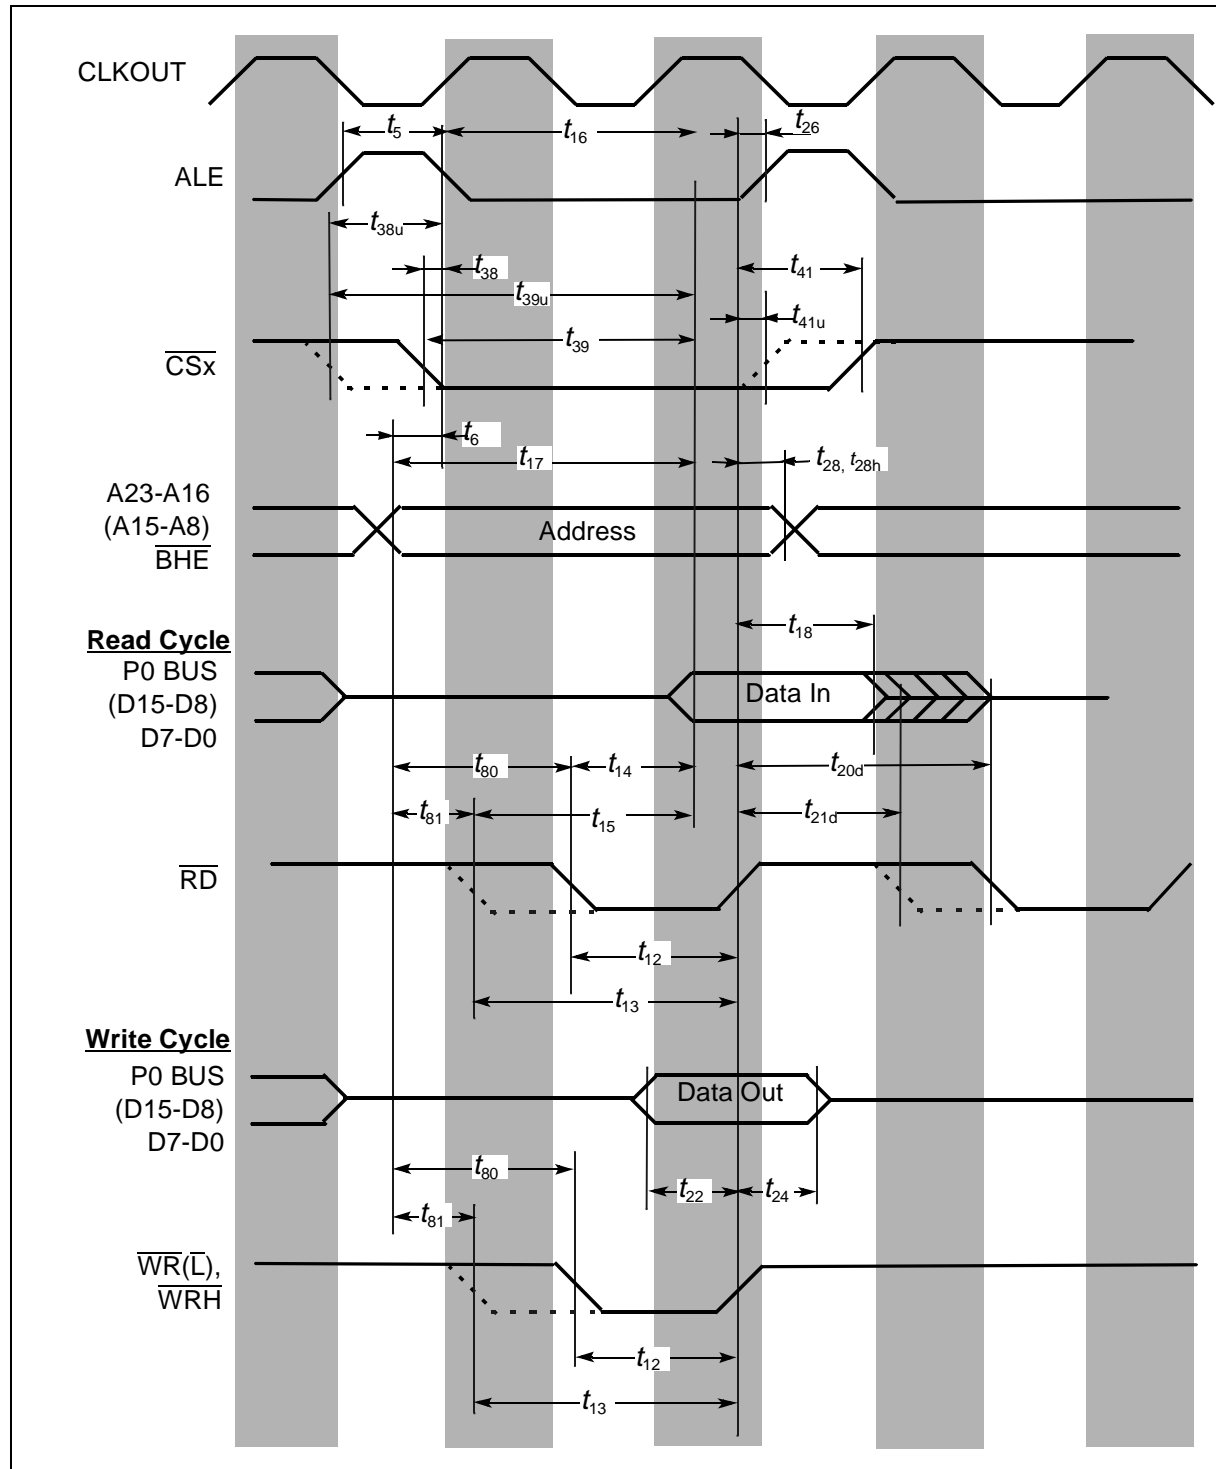 CLKOUT
t5
t16
t26
ALE
t38u
t38
t41
t39u
t41u
t39
CSx
t6
t17
t28, t28h
A23-A16
(A15-A8)
Address
BHE
t18
Read Cycle
P0 BUS
(D15-D8)
Data In
D7-D0
t80
t14
t20d
t81
t15
t21d
RD
t12
t13
Write Cycle
P0 BUS
(D15-D8)
Data Out
D7-D0
t80
t22
t24
t81
WR(L),
WRH
t12
t13